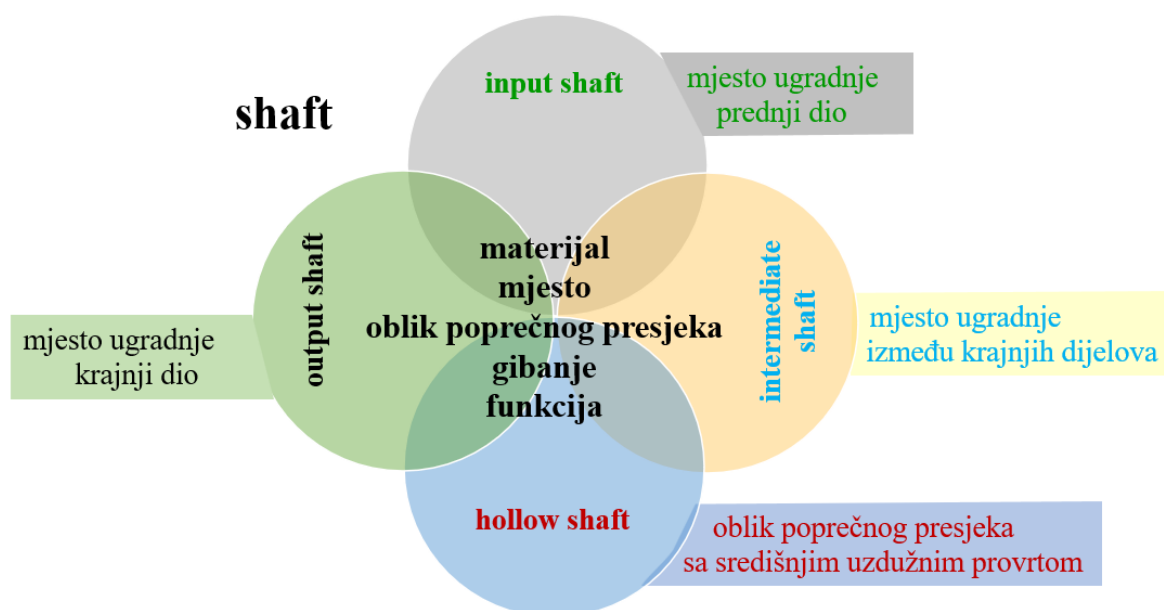 shaft
input shaft
mjesto ugradnje
prednji dio
output shaft
mjesto ugradnje
krajnji dio
materijal
mjesto
oblik poprečnog presjeka
gibanje
funkcija
intermediate
shaft
mjesto ugradnje
između krajnjih dijelova
hollow shaft
oblik poprečnog presjeka
sa središnjim uzdužnim provrtom